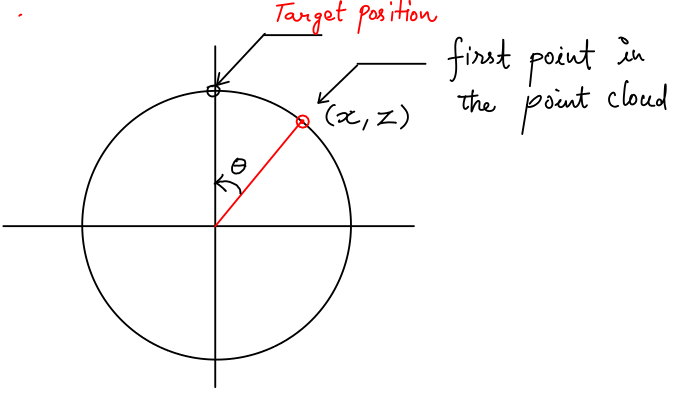 Target position
first point in
the point cloud
(x, z)
θ